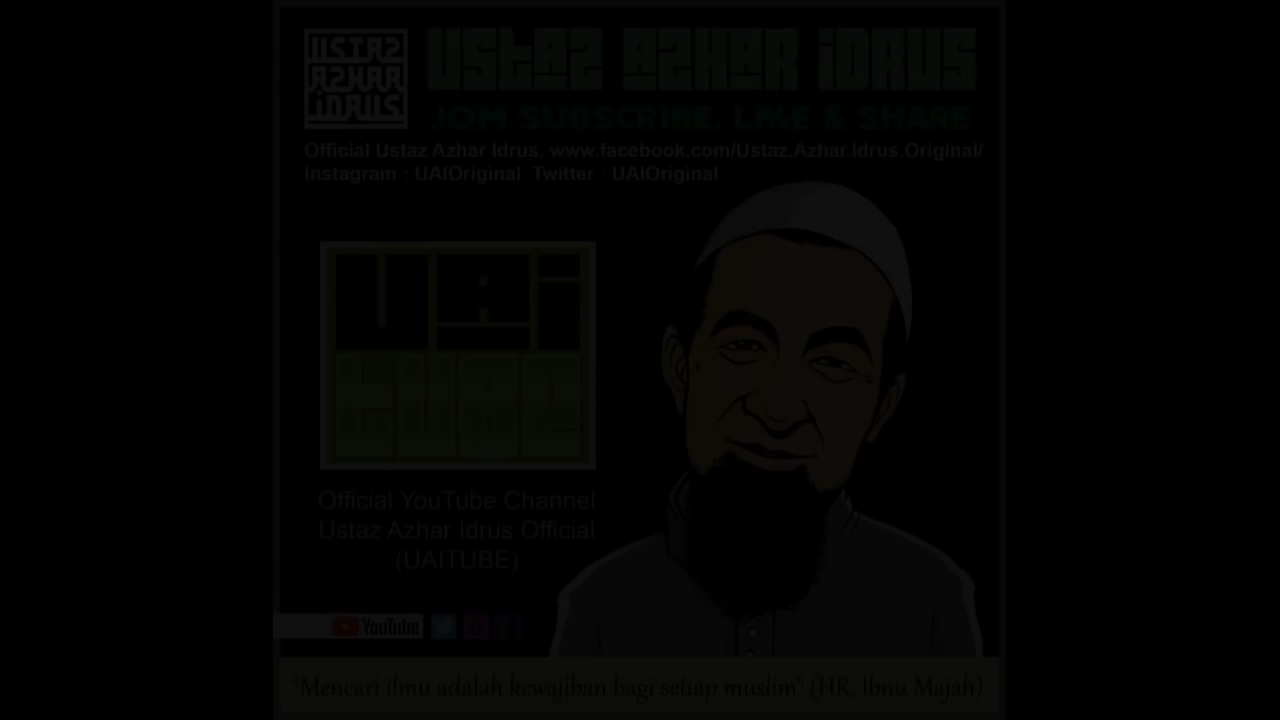 USTAZ
AZHAR
iDRUS
USTAZ AZHAR iDRUS
JOM SUBSCRIBE, LIKE & SHARE
Official Ustaz Azhar Idrus. www.facebook.com/Ustaz.Azhar.Idrus.Original/
Instagram : UAIOriginal Twitter : UAIOriginal
UAI
TUBE
Official YouTube Channel
Ustaz Azhar Idrus Official
(UAITUBE)
YouTube
"Mencari ilmu adalah kewajiban bagi setiap muslim" (HR. Ibnu Majah)